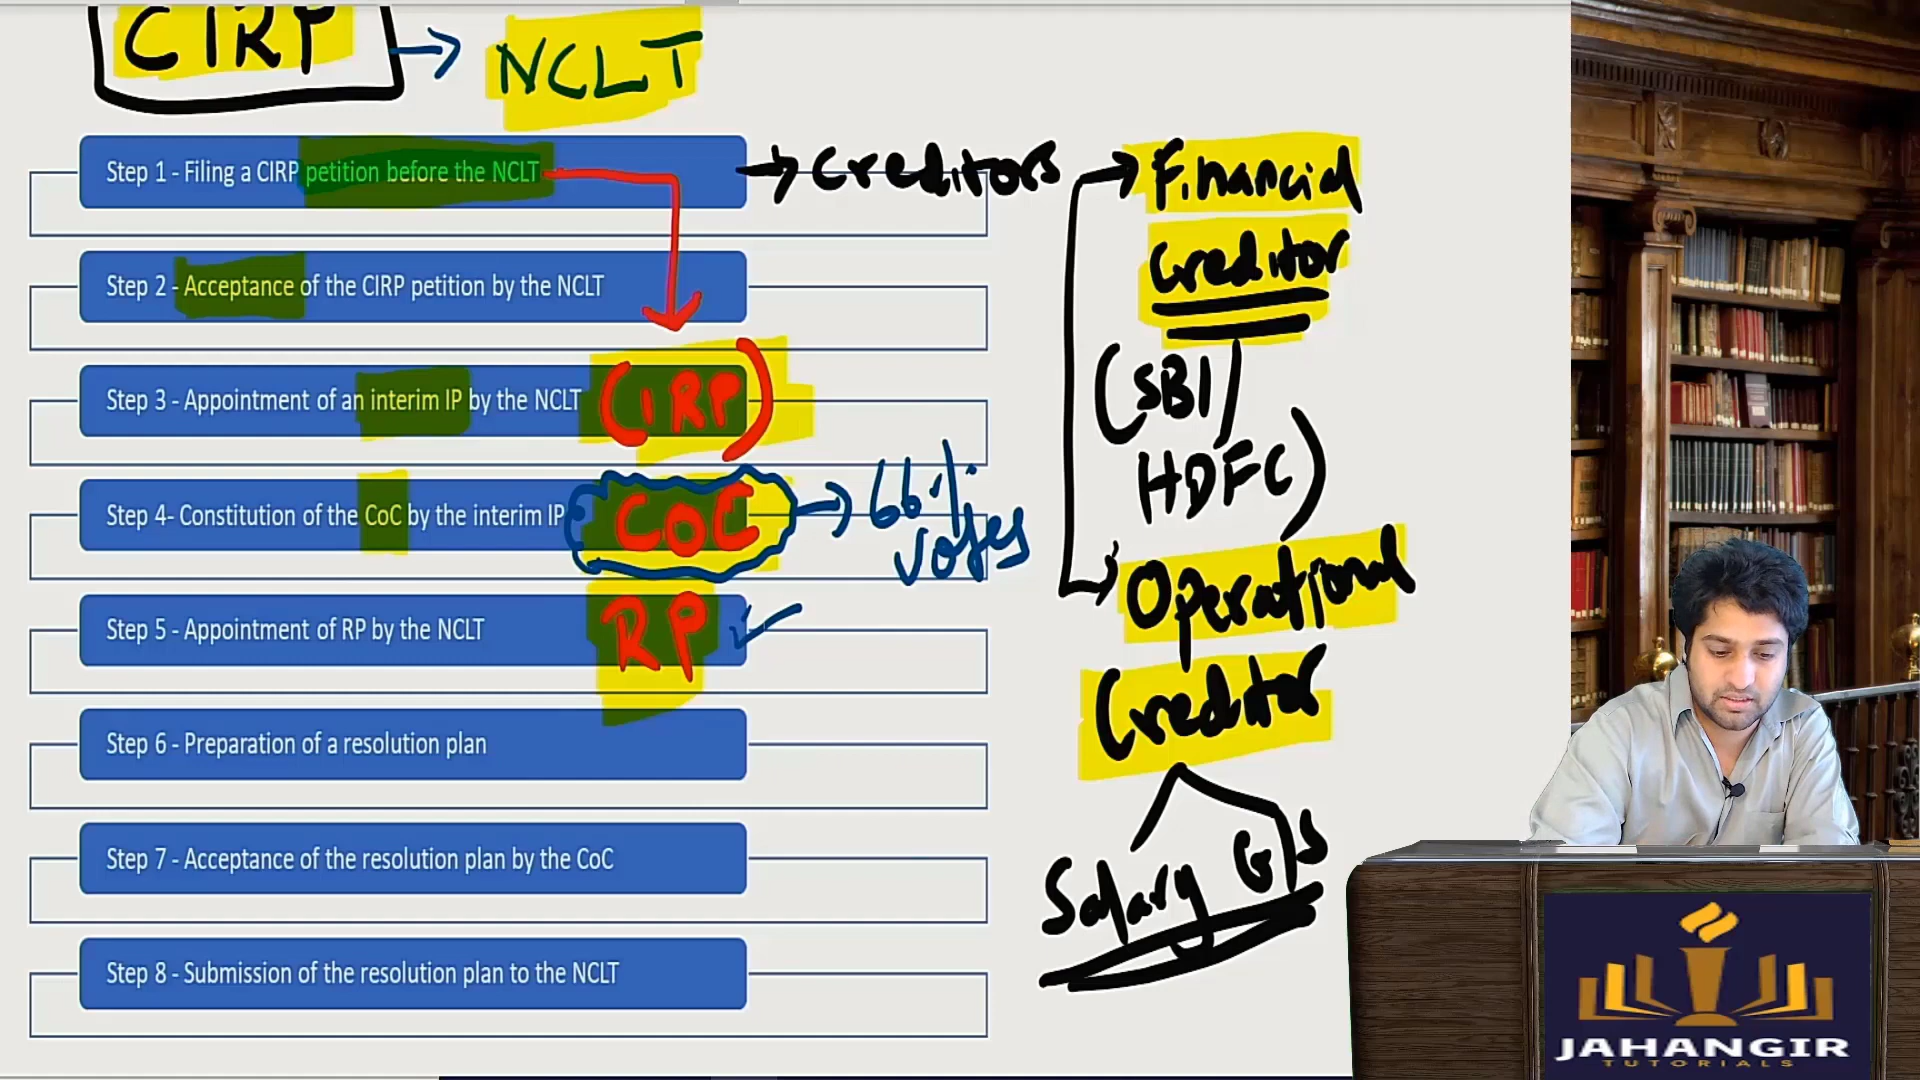 CIRP → NCLT
Step 1 - Filing a CIRP petition before the NCLT
→ Creditors → Financial
Creditor
Step 2 - Acceptance of the CIRP petition by the NCLT
Step 3 - Appointment of an interim IP by the NCLT (IRP)
(SBI/
HDFC)
Step 4- Constitution of the CoC by the interim IP COC → 66%
votes
Operational
Creditor
Step 5 - Appointment of RP by the NCLT RP ✓
Step 6 - Preparation of a resolution plan
Step 7 - Acceptance of the resolution plan by the CoC
Salary G/S
Step 8 - Submission of the resolution plan to the NCLT
JAHANGIR
TUTORIALS